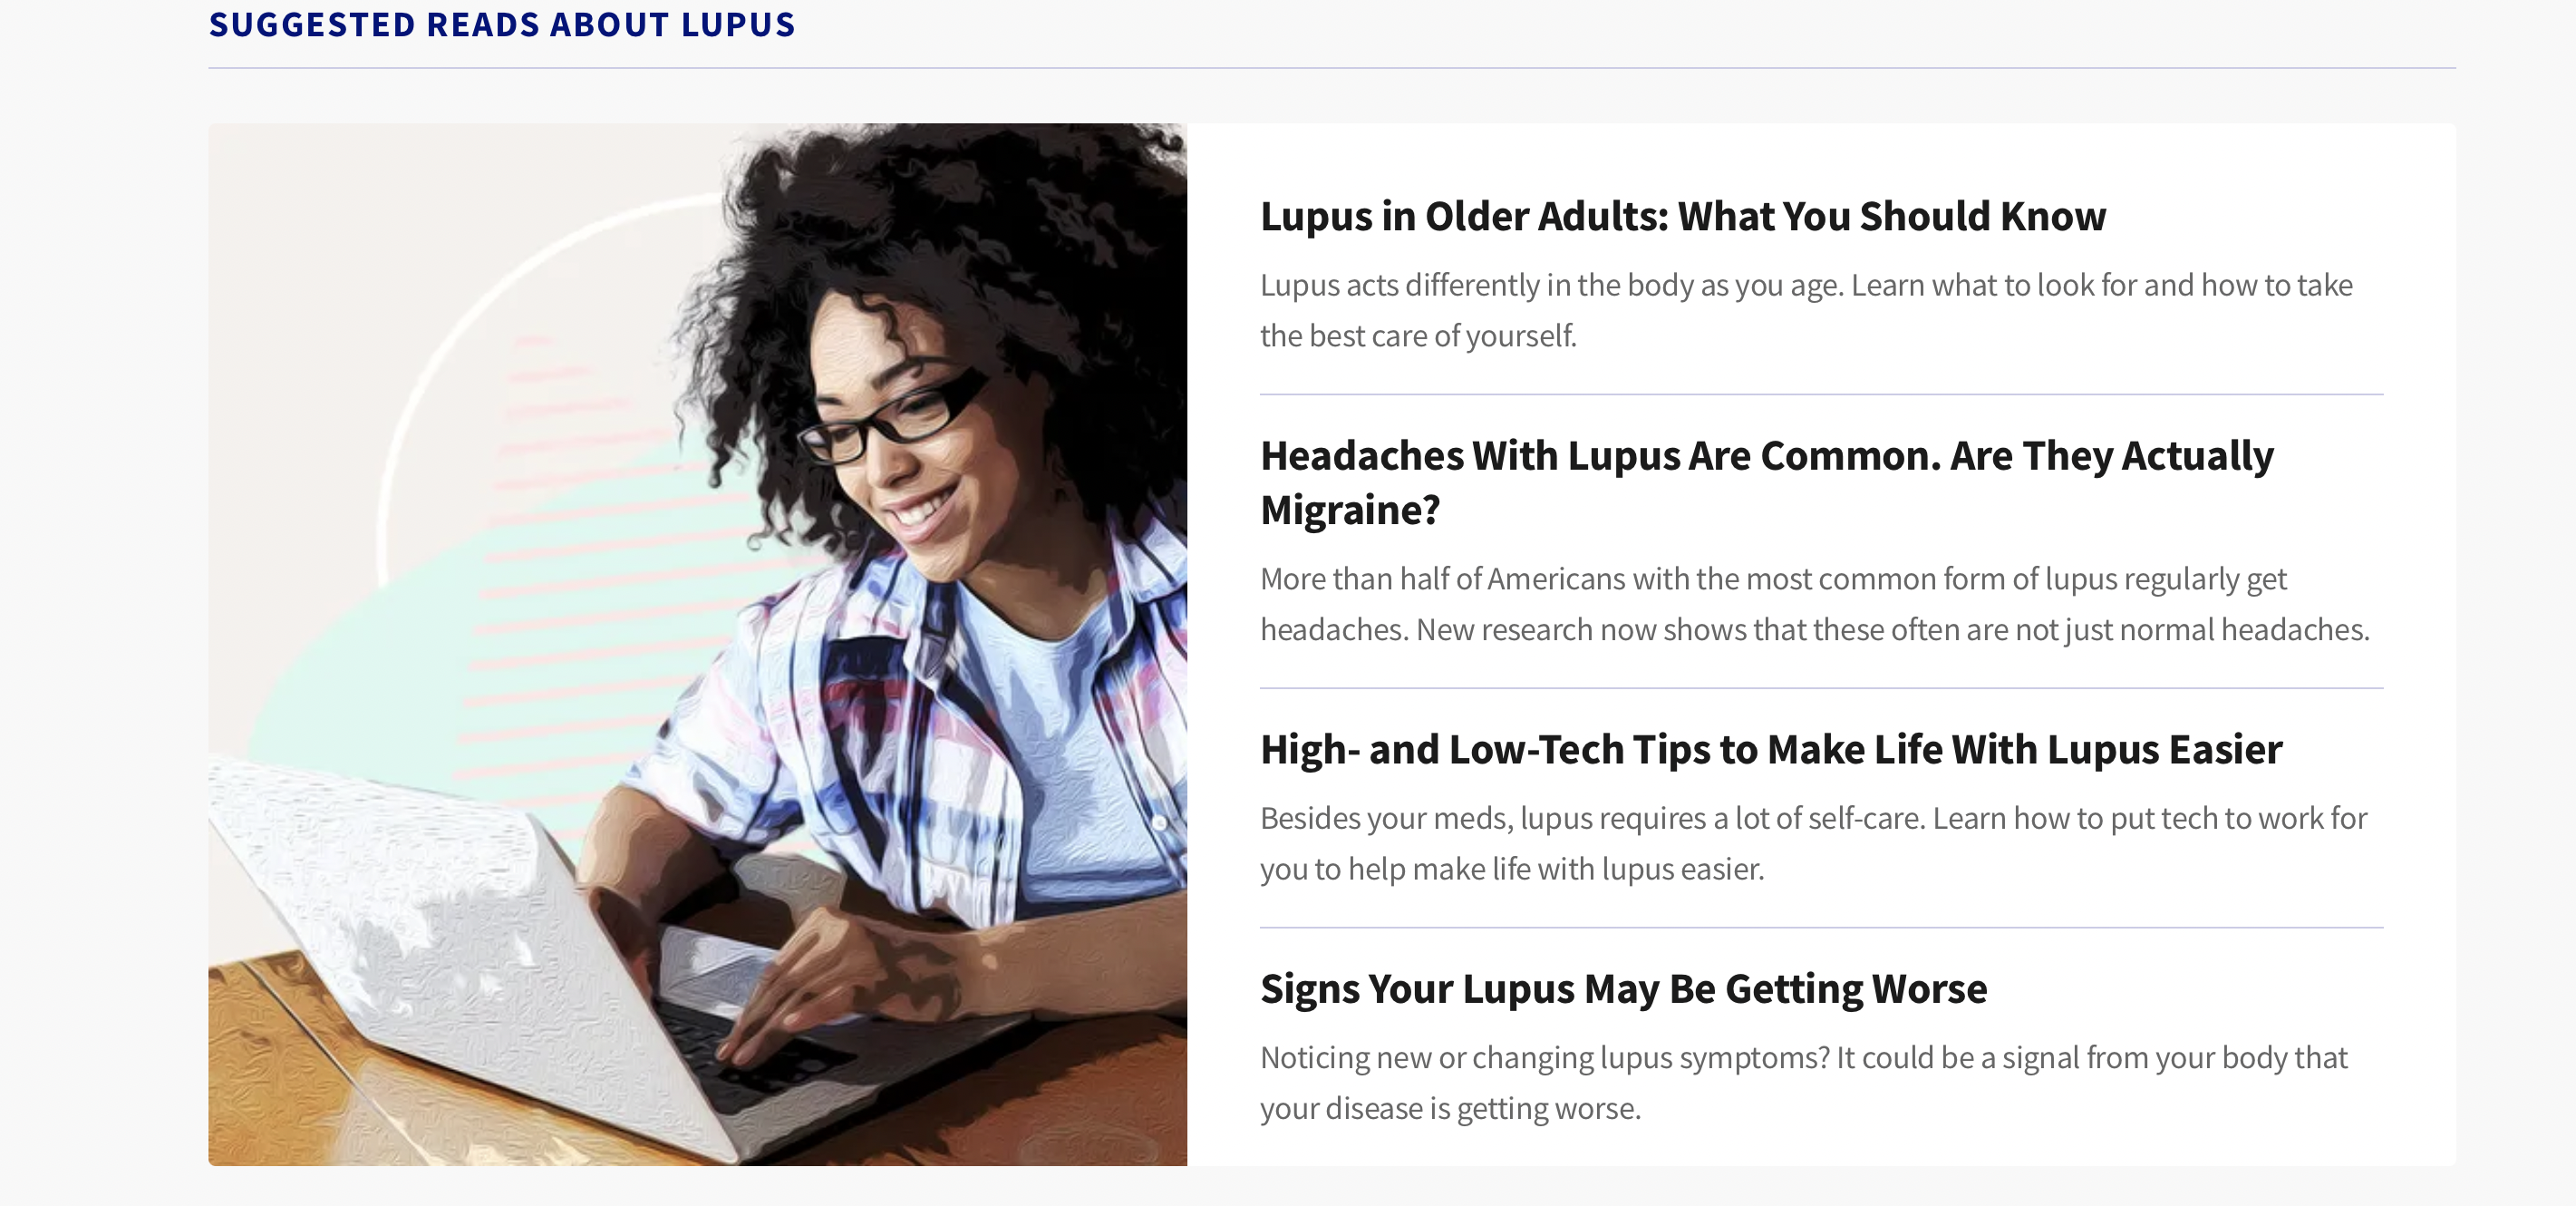 SUGGESTED READS ABOUT LUPUS
Lupus in Older Adults: What You Should Know
Lupus acts differently in the body as you age. Learn what to look for and how to take
the best care of yourself.
Headaches With Lupus Are Common. Are They Actually
Migraine?
More than half of Americans with the most common form of lupus regularly get
headaches. New research now shows that these often are not just normal headaches.
High- and Low-Tech Tips to Make Life With Lupus Easier
Besides your meds, lupus requires a lot of self-care. Learn how to put tech to work for
you to help make life with lupus easier.
Signs Your Lupus May Be Getting Worse
Noticing new or changing lupus symptoms? It could be a signal from your body that
your disease is getting worse.